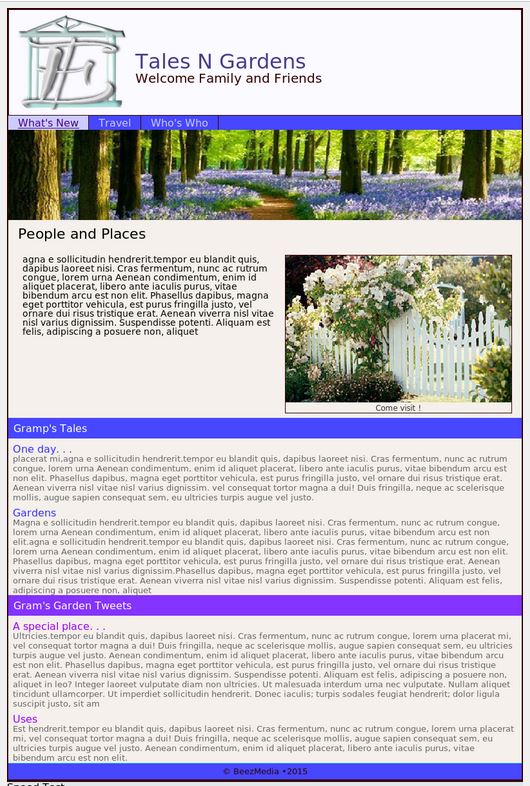 Tales N Gardens
Welcome Family and Friends
What's New
Travel
Who's Who
People and Places
agna e sollicitudin hendrerit.tempor eu blandit quis,
dapibus laoreet nisi. Cras fermentum, nunc ac rutrum
congue, lorem urna Aenean condimentum, enim id
aliquet placerat, libero ante iaculis purus, vitae
bibendum arcu est non elit. Phasellus dapibus, magna
eget porttitor vehicula, est purus fringilla justo, vel
ornare dui risus tristique erat. Aenean viverra nisl vitae
nisl varius dignissim. Suspendisse potenti. Aliquam est
felis, adipiscing a posuere non, aliquet
Come visit !
Gramp's Tales
One day. . .
placerat mi,agna e sollicitudin hendrerit.tempor eu blandit quis, dapibus laoreet nisi. Cras fermentum, nunc ac rutrum
congue, lorem urna Aenean condimentum, enim id aliquet placerat, libero ante iaculis purus, vitae bibendum arcu est
non elit. Phasellus dapibus, magna eget porttitor vehicula, est purus fringilla justo, vel ornare dui risus tristique erat.
Aenean viverra nisl vitae nisl varius dignissim. vel consequat tortor magna a dui! Duis fringilla, neque ac scelerisque
mollis, augue sapien consequat sem, eu ultricies turpis augue vel justo.
Gardens
Magna e sollicitudin hendrerit.tempor eu blandit quis, dapibus laoreet nisi. Cras fermentum, nunc ac rutrum congue,
lorem urna Aenean condimentum, enim id aliquet placerat, libero ante iaculis purus, vitae bibendum arcu est non
elit.agna e sollicitudin hendrerit.tempor eu blandit quis, dapibus laoreet nisi. Cras fermentum, nunc ac rutrum congue,
lorem urna Aenean condimentum, enim id aliquet placerat, libero ante iaculis purus, vitae bibendum arcu est non elit.
Phasellus dapibus, magna eget porttitor vehicula, est purus fringilla justo, vel ornare dui risus tristique erat. Aenean
viverra nisl vitae nisl varius dignissim.Phasellus dapibus, magna eget porttitor vehicula, est purus fringilla justo, vel
ornare dui risus tristique erat. Aenean viverra nisl vitae nisl varius dignissim. Suspendisse potenti. Aliquam est felis,
adipiscing a posuere non, aliquet
Gram's Garden Tweets
A special place. . .
Ultricies.tempor eu blandit quis, dapibus laoreet nisi. Cras fermentum, nunc ac rutrum congue, lorem urna placerat mi,
vel consequat tortor magna a dui! Duis fringilla, neque ac scelerisque mollis, augue sapien consequat sem, eu ultricies
turpis augue vel justo. Aenean condimentum, enim id aliquet placerat, libero ante iaculis purus, vitae bibendum arcu
est non elit. Phasellus dapibus, magna eget porttitor vehicula, est purus fringilla justo, vel ornare dui risus tristique
erat. Aenean viverra nisl vitae nisl varius dignissim. Suspendisse potenti. Aliquam est felis, adipiscing a posuere non,
aliquet in leo? Integer laoreet vulputate diam non ultricies. Ut malesuada interdum urna nec vulputate. Nullam aliquet
tincidunt ullamcorper. Ut imperdiet sollicitudin hendrerit. Donec iaculis; turpis sodales feugiat hendrerit; dolor ligula
suscipit justo, sit am
Uses
Est hendrerit.tempor eu blandit quis, dapibus laoreet nisi. Cras fermentum, nunc ac rutrum congue, lorem urna placerat
mi, vel consequat tortor magna a dui! Duis fringilla, neque ac scelerisque mollis, augue sapien consequat sem, eu
ultricies turpis augue vel justo. Aenean condimentum, enim id aliquet placerat, libero ante iaculis purus, vitae
bibendum arcu est non elit.
© BeezMedia •2015
Speed Test